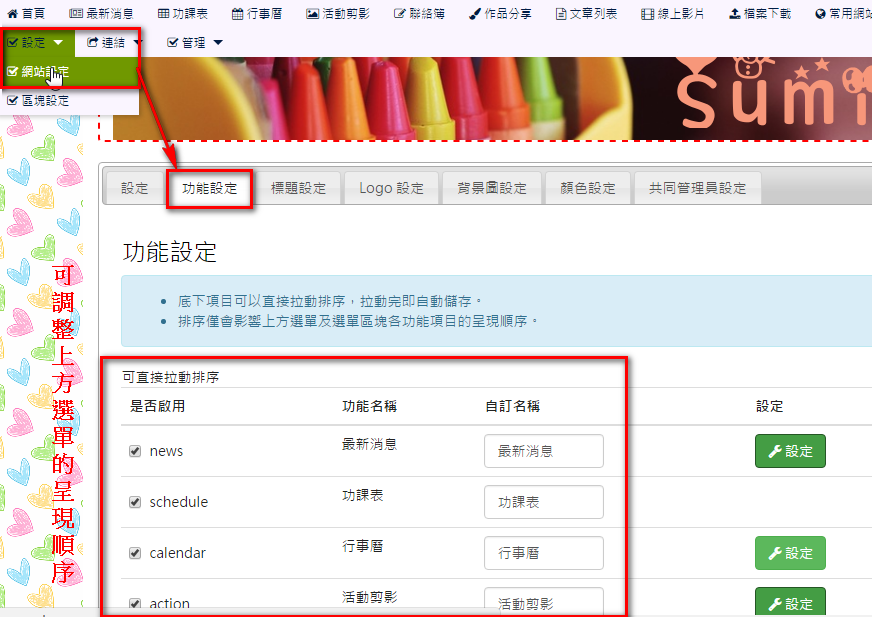 首頁 最新消息 功課表 行事曆 活動剪影 聯絡簿 作品分享 文章列表 線上影片 檔案下載 常用網站
設定 連結 管理
網站設定
區塊設定
Sumi
設定 功能設定 標題設定 Logo 設定 背景圖設定 顏色設定 共同管理員設定
功能設定
底下項目可以直接拉動排序，拉動完即自動儲存。
排序僅會影響上方選單及選單區塊各功能項目的呈現順序。
可調整上方選單的呈現順序
可直接拉動排序
是否啟用 功能名稱 自訂名稱 設定
news 最新消息 最新消息 設定
schedule 功課表 功課表
calendar 行事曆 行事曆 設定
action 活動剪影 活動剪影 設定